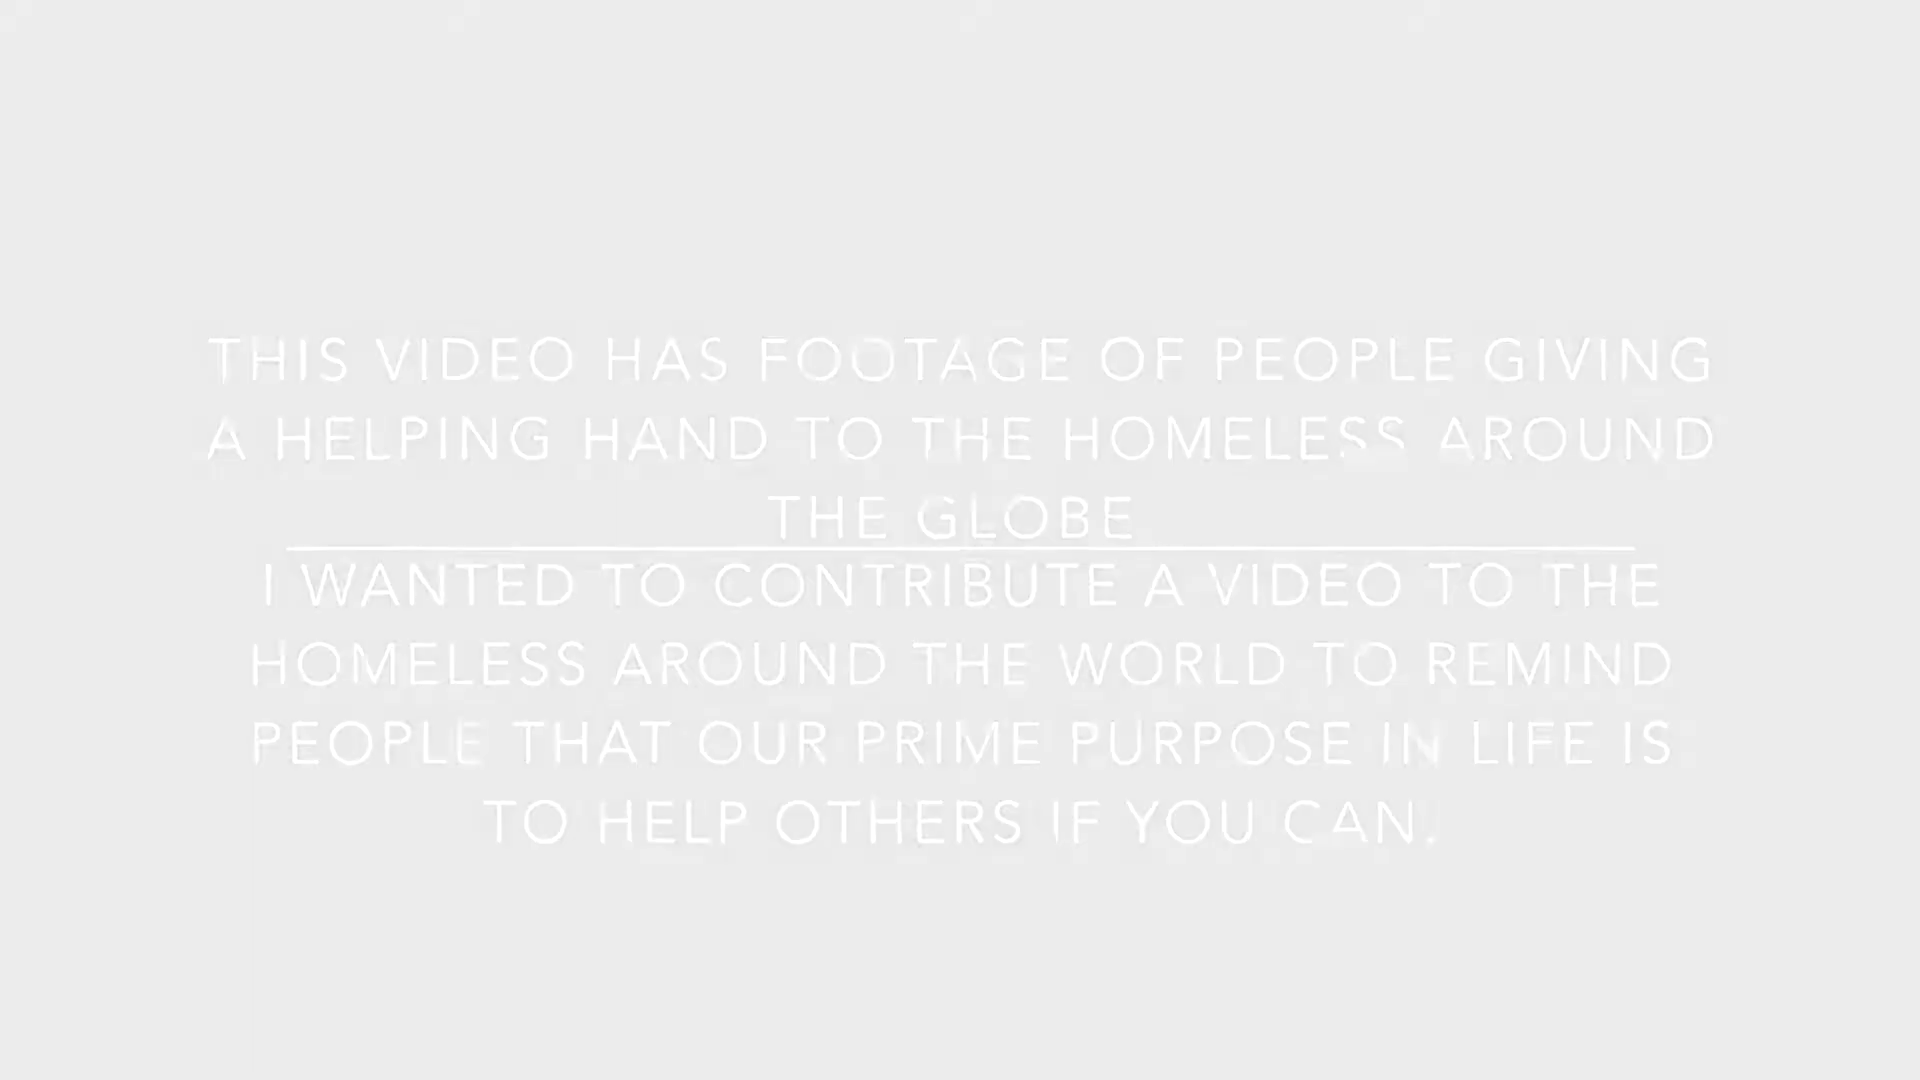 THIS VIDEO HAS FOOTAGE OF PEOPLE GIVING
A HELPING HAND TO THE HOMELESS AROUND
THE GLOBE
I WANTED TO CONTRIBUTE A VIDEO TO THE
HOMELESS AROUND THE WORLD TO REMIND
PEOPLE THAT OUR PRIME PURPOSE IN LIFE IS
TO HELP OTHERS IF YOU CAN.